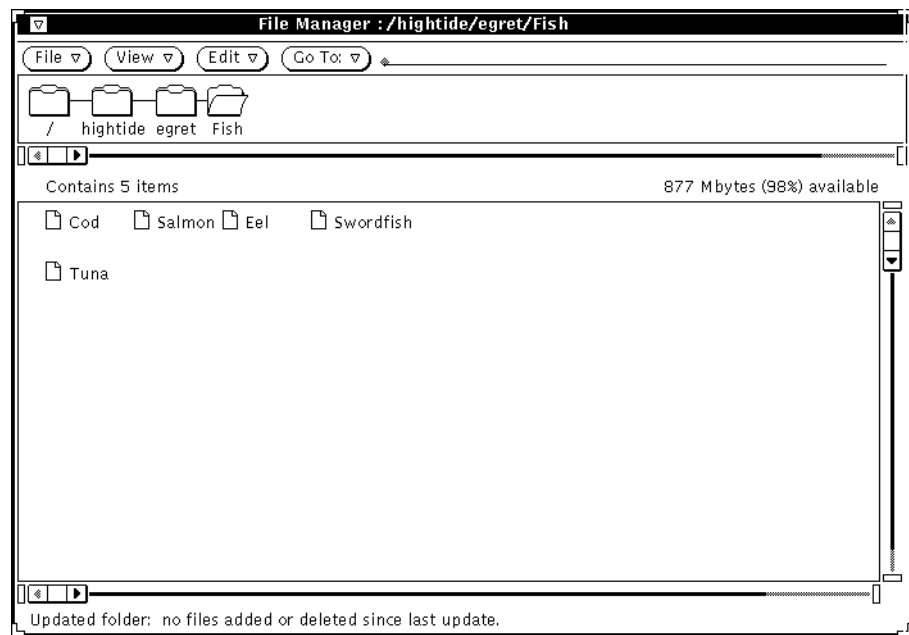 File Manager : /hightide/egret/Fish
File View Edit Go To:
/ hightide egret Fish
Contains 5 items 877 Mbytes (98%) available
Cod Salmon Eel Swordfish
Tuna
Updated folder: no files added or deleted since last update.